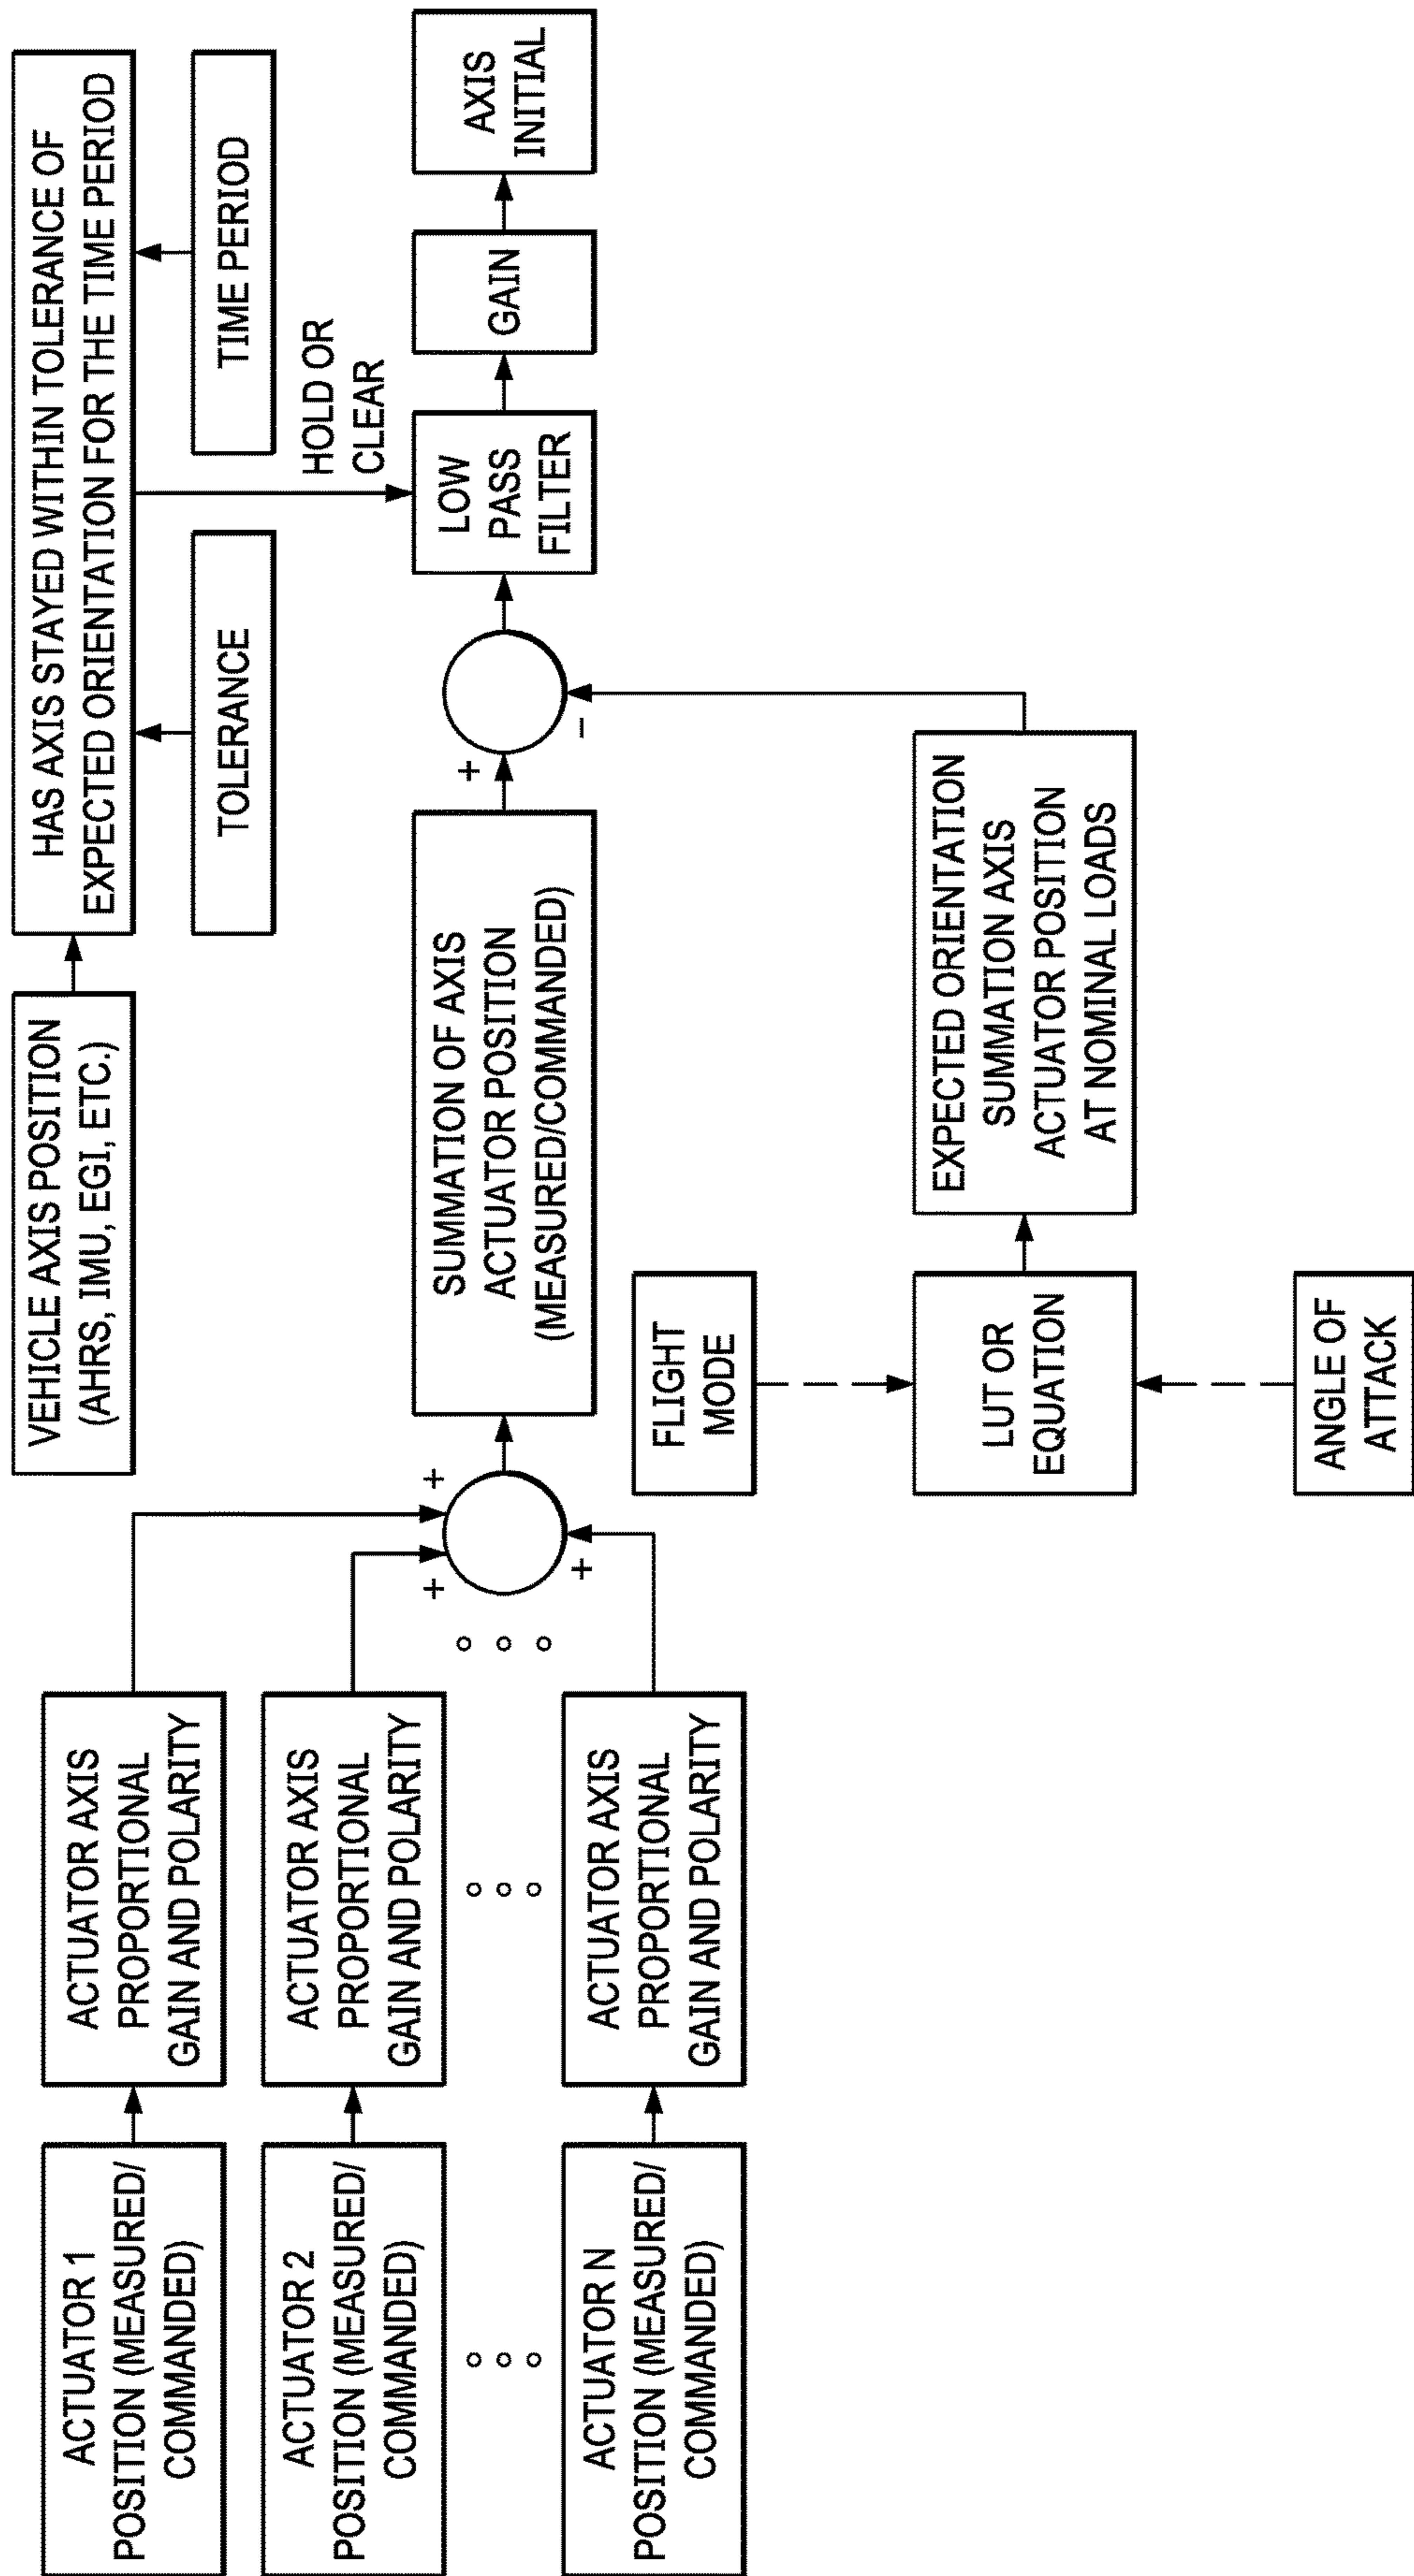 VEHICLE AXIS POSITION
(AHRS, IMU, EGI, ETC.)
HAS AXIS STAYED WITHIN TOLERANCE OF
EXPECTED ORIENTATION FOR THE TIME PERIOD
TOLERANCE
TIME PERIOD
HOLD OR
CLEAR
ACTUATOR 1
POSITION (MEASURED/
COMMANDED)
ACTUATOR AXIS
PROPORTIONAL
GAIN AND POLARITY
ACTUATOR 2
POSITION (MEASURED/
COMMANDED)
ACTUATOR AXIS
PROPORTIONAL
GAIN AND POLARITY
ACTUATOR N
POSITION (MEASURED/
COMMANDED)
ACTUATOR AXIS
PROPORTIONAL
GAIN AND POLARITY
+
+
+
SUMMATION OF AXIS
ACTUATOR POSITION
(MEASURED/COMMANDED)
+
-
LOW
PASS
FILTER
GAIN
AXIS
INITIAL
FLIGHT
MODE
LUT OR
EQUATION
ANGLE OF
ATTACK
EXPECTED ORIENTATION
SUMMATION AXIS
ACTUATOR POSITION
AT NOMINAL LOADS